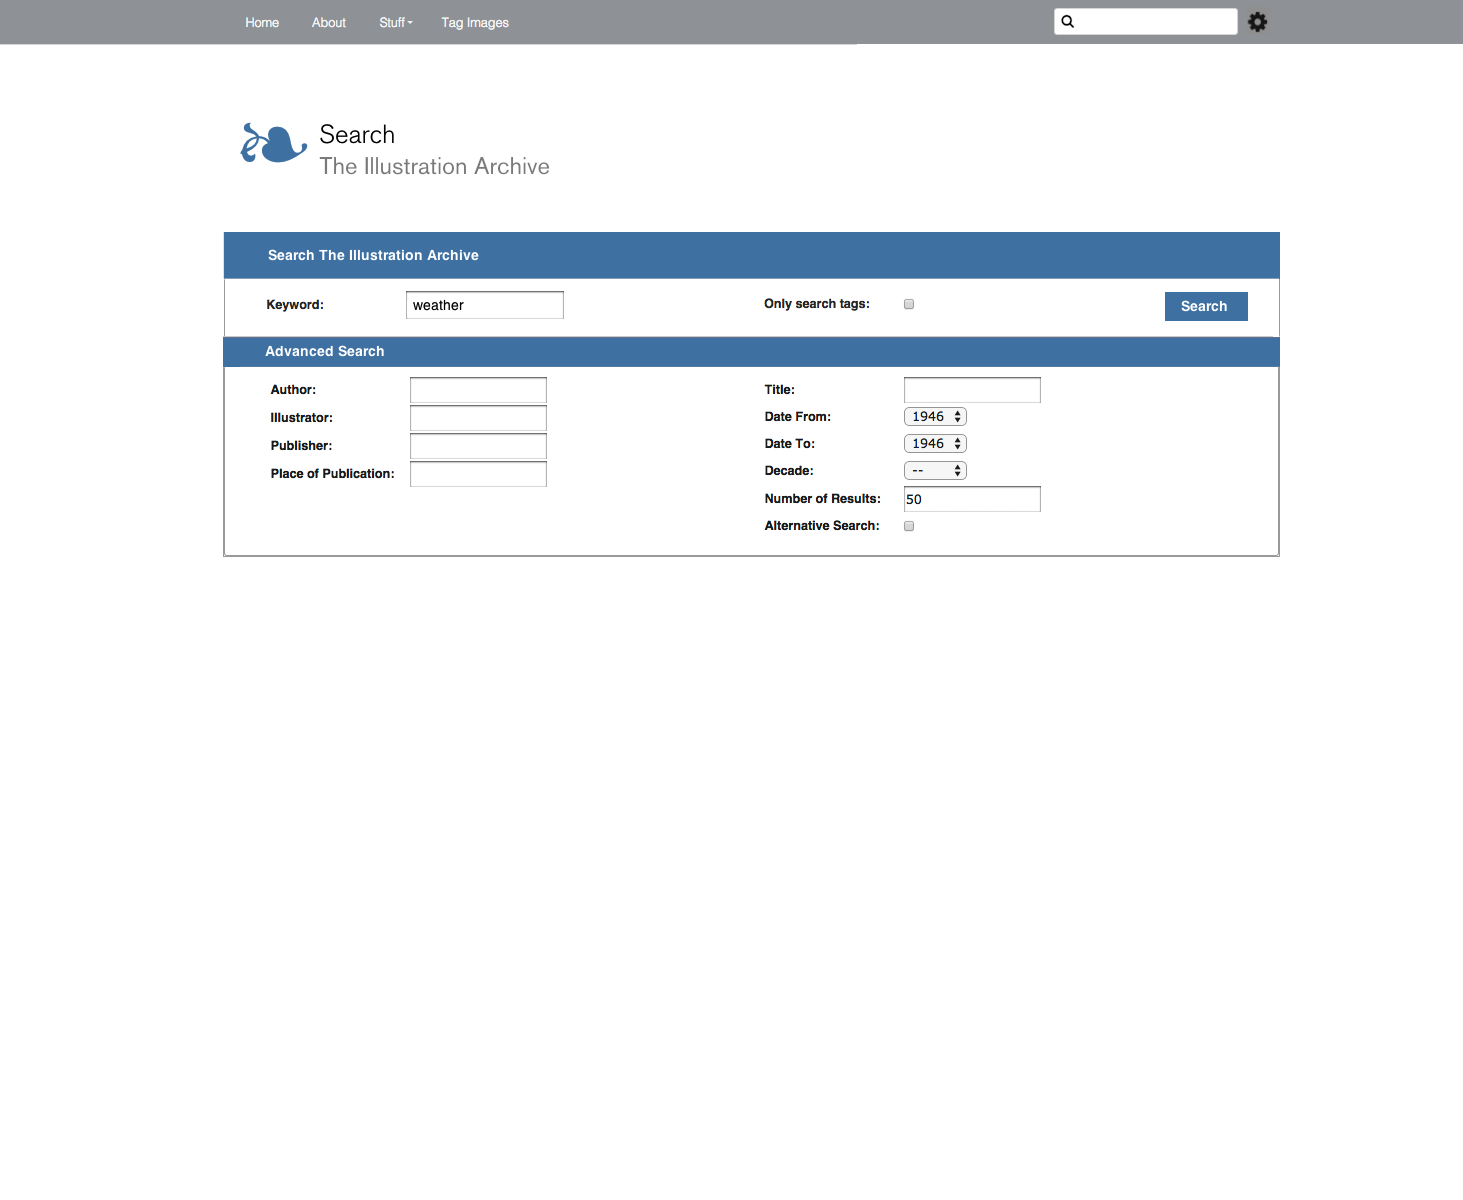 Home About Stuff Tag Images
Search
The Illustration Archive
Search The Illustration Archive
Keyword: weather Only search tags: Search
Advanced Search
Author: Title:
Illustrator: Date From: 1946
Publisher: Date To: 1946
Place of Publication: Decade: --
Number of Results: 50
Alternative Search: